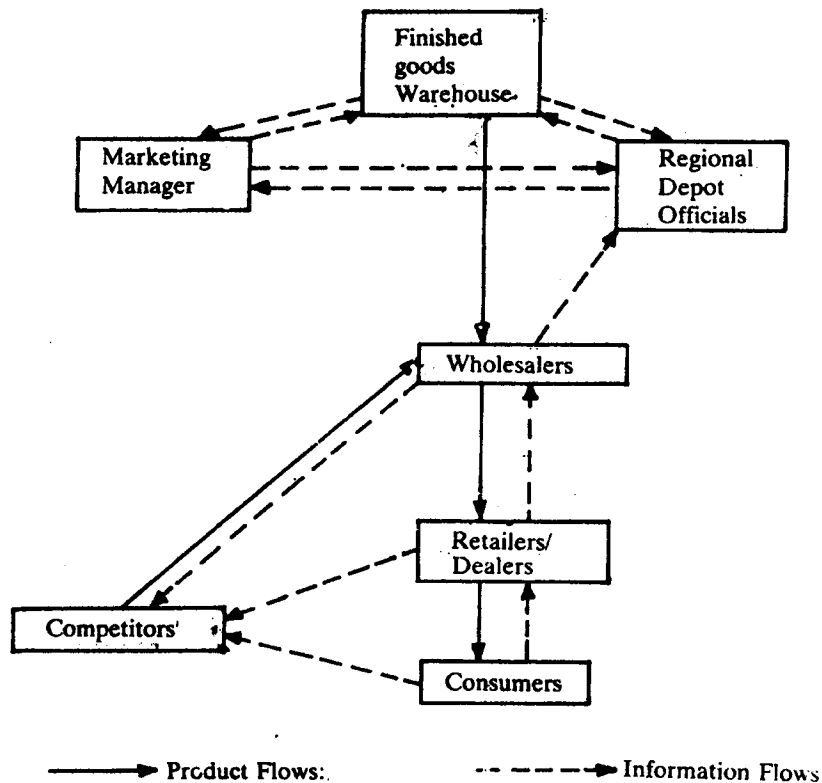 Finished
goods
Warehouse
Marketing
Manager
Regional
Depot
Officials
Wholesalers
Retailers/
Dealers
Competitors'
Consumers
Product Flows:
Information Flows